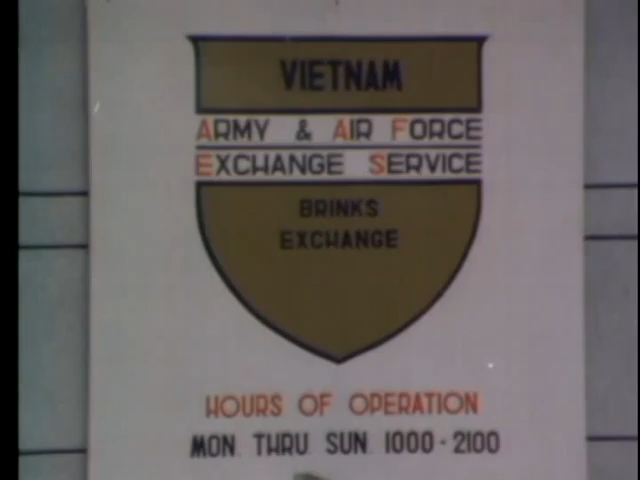 VIETNAM
ARMY & AIR FORCE
EXCHANGE SERVICE
BRINKS
EXCHANGE
HOURS OF OPERATION
MON. THRU. SUN. 1000-2100